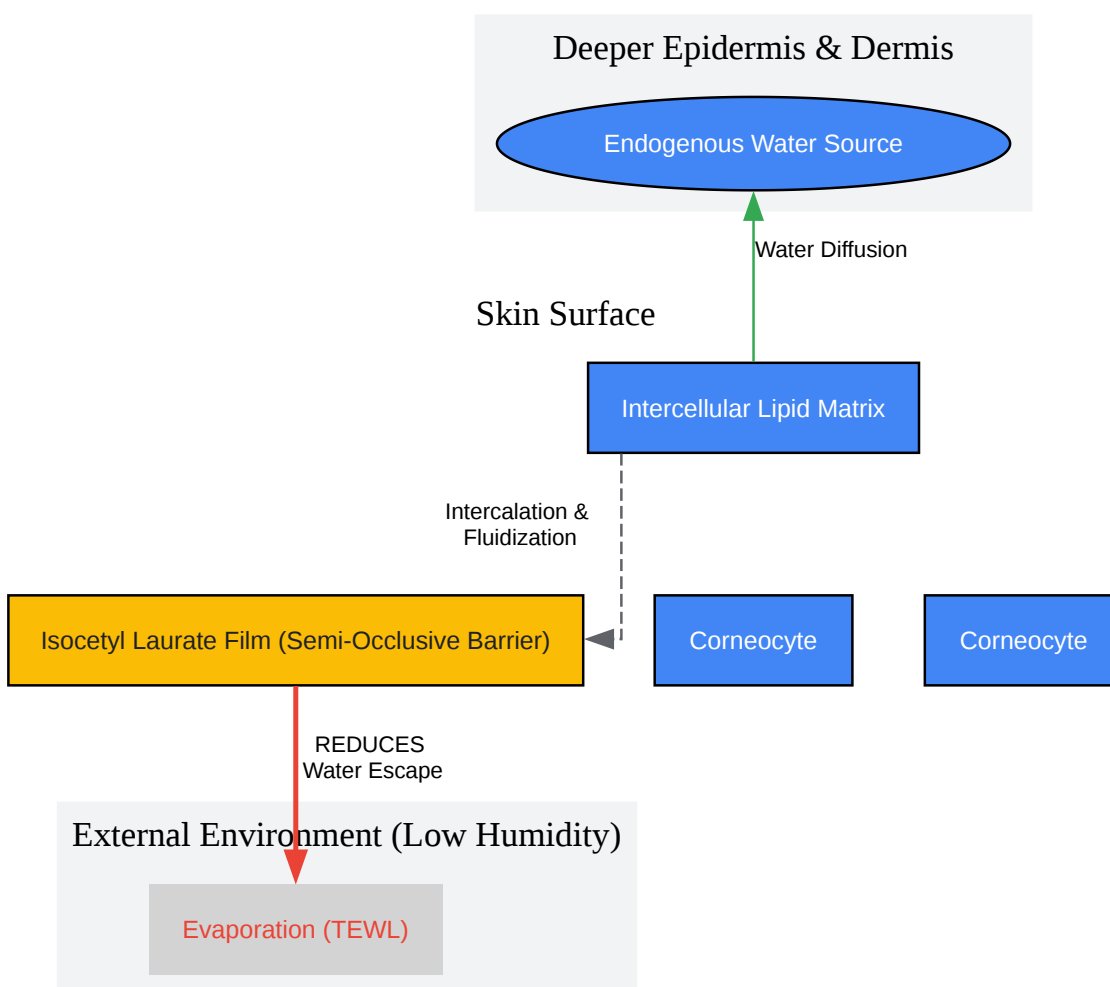 Deeper Epidermis & Dermis
Endogenous Water Source
Water Diffusion
Skin Surface
Intercellular Lipid Matrix
Intercalation &
Fluidization
Isocetyl Laurate Film (Semi-Occlusive Barrier)
Corneocyte
Corneocyte
REDUCES
Water Escape
External Environment (Low Humidity)
Evaporation (TEWL)